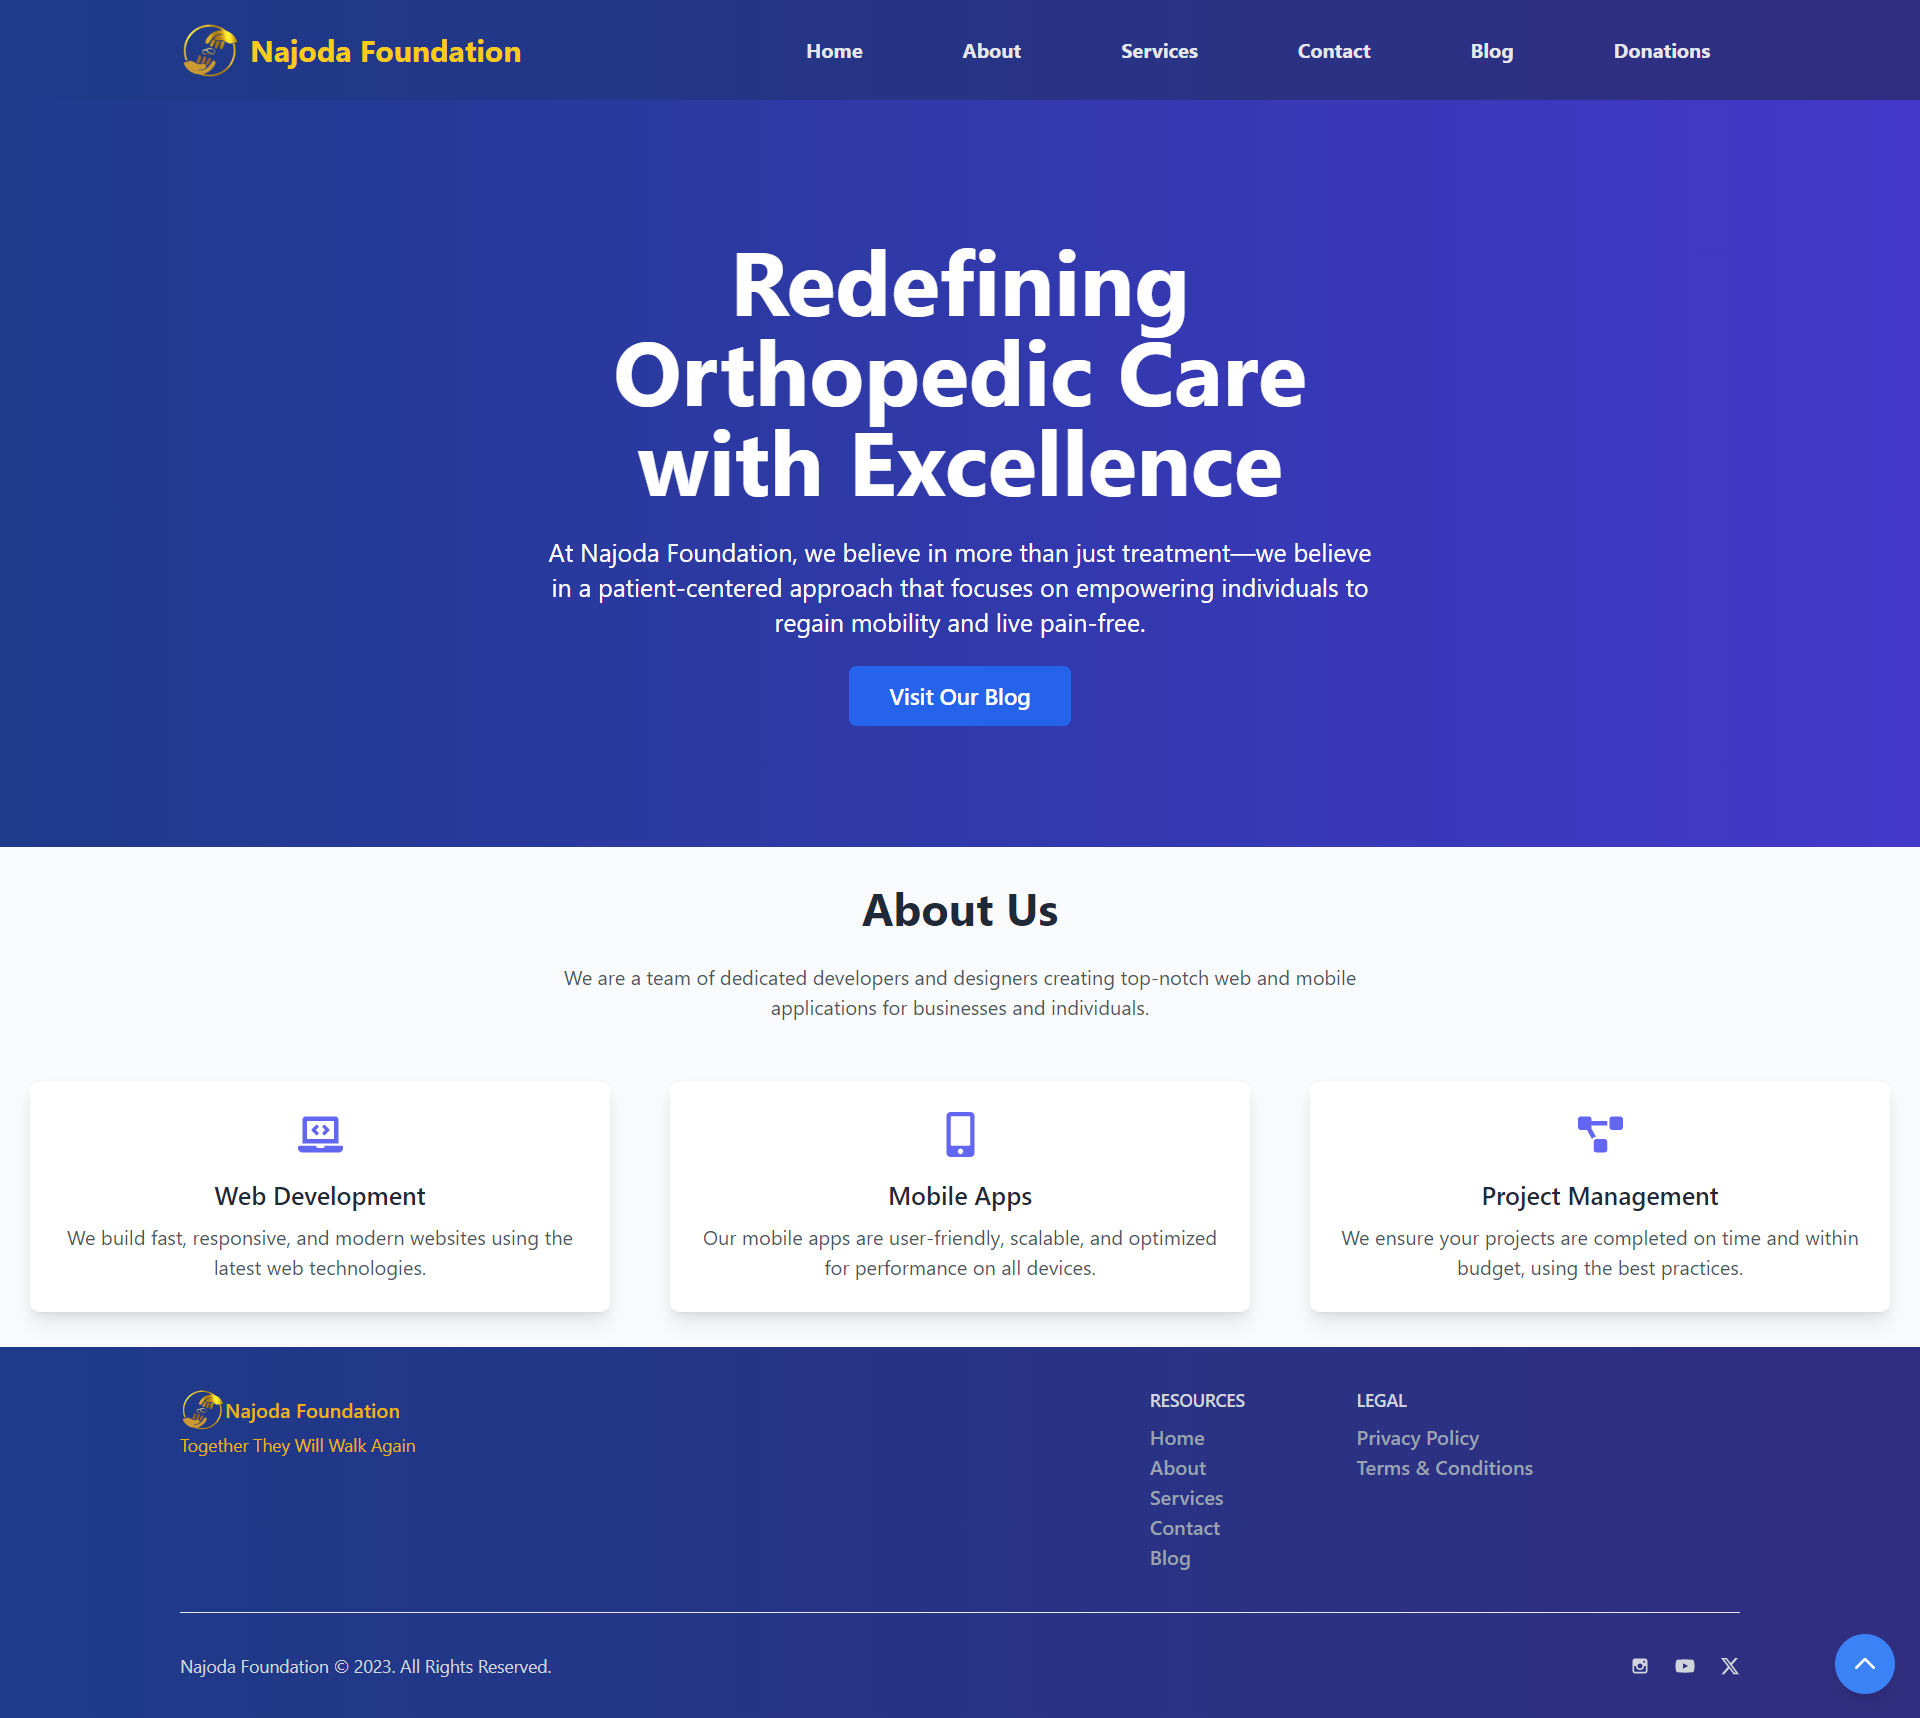 Najoda Foundation
Home About Services Contact Blog Donations
Redefining
Orthopedic Care
with Excellence
At Najoda Foundation, we believe in more than just treatment—we believe
in a patient-centered approach that focuses on empowering individuals to
regain mobility and live pain-free.
Visit Our Blog
About Us
We are a team of dedicated developers and designers creating top-notch web and mobile
applications for businesses and individuals.
Web Development
We build fast, responsive, and modern websites using the
latest web technologies.
Mobile Apps
Our mobile apps are user-friendly, scalable, and optimized
for performance on all devices.
Project Management
We ensure your projects are completed on time and within
budget, using the best practices.
Najoda Foundation
Together They Will Walk Again
RESOURCES
Home
About
Services
Contact
Blog
LEGAL
Privacy Policy
Terms & Conditions
Najoda Foundation © 2023. All Rights Reserved.